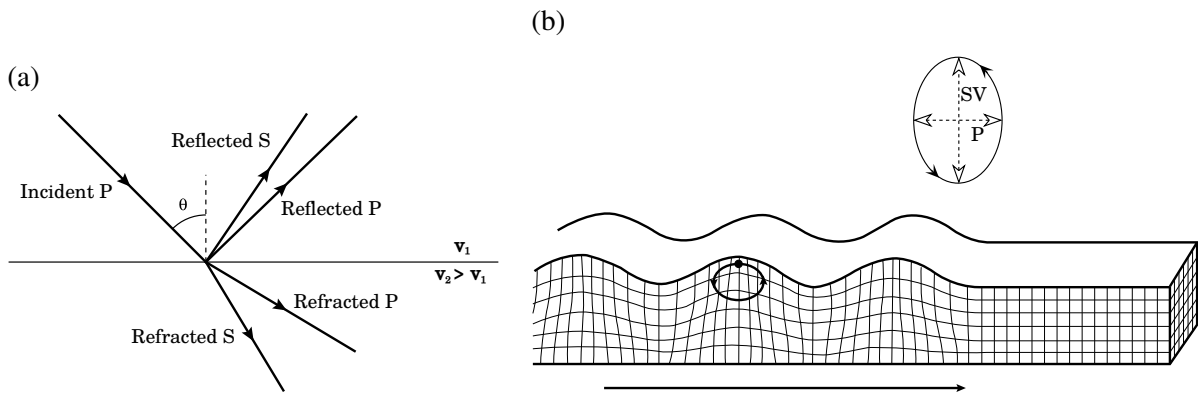 (a)
Reflected S
Incident P
θ
Reflected P
v₁
v₂ > v₁
Refracted P
Refracted S
(b)
SV
P